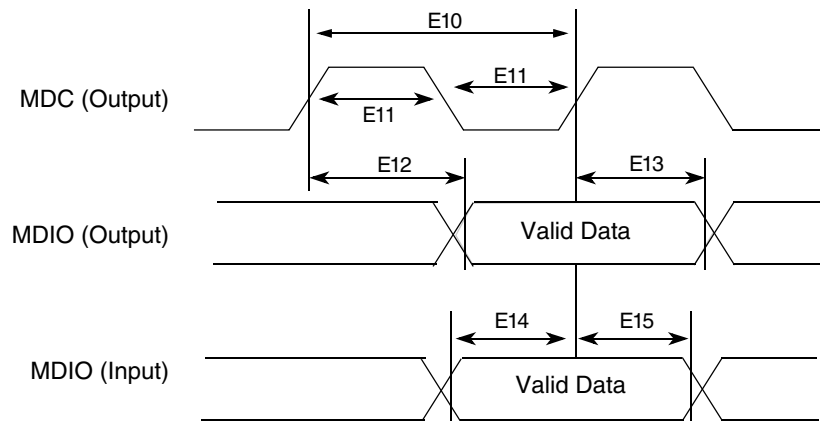 E10
MDC (Output)
E11
E11
E12
E13
MDIO (Output)
Valid Data
E14
E15
MDIO (Input)
Valid Data